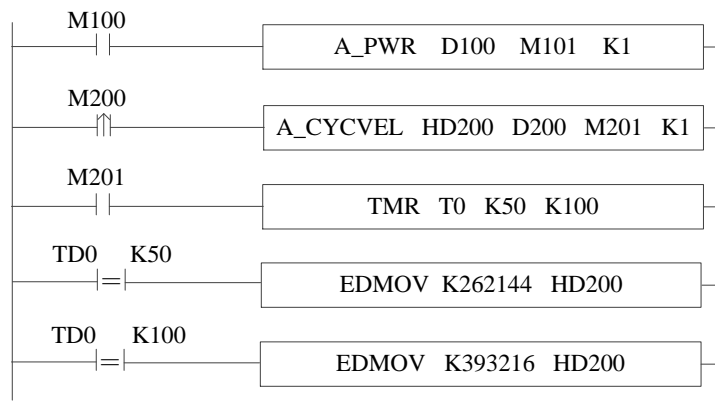 M100
A_PWR D100 M101 K1
M200
A_CYCVEL HD200 D200 M201 K1
M201
TMR T0 K50 K100
TD0 K50
=
EDMOV K262144 HD200
TD0 K100
=
EDMOV K393216 HD200